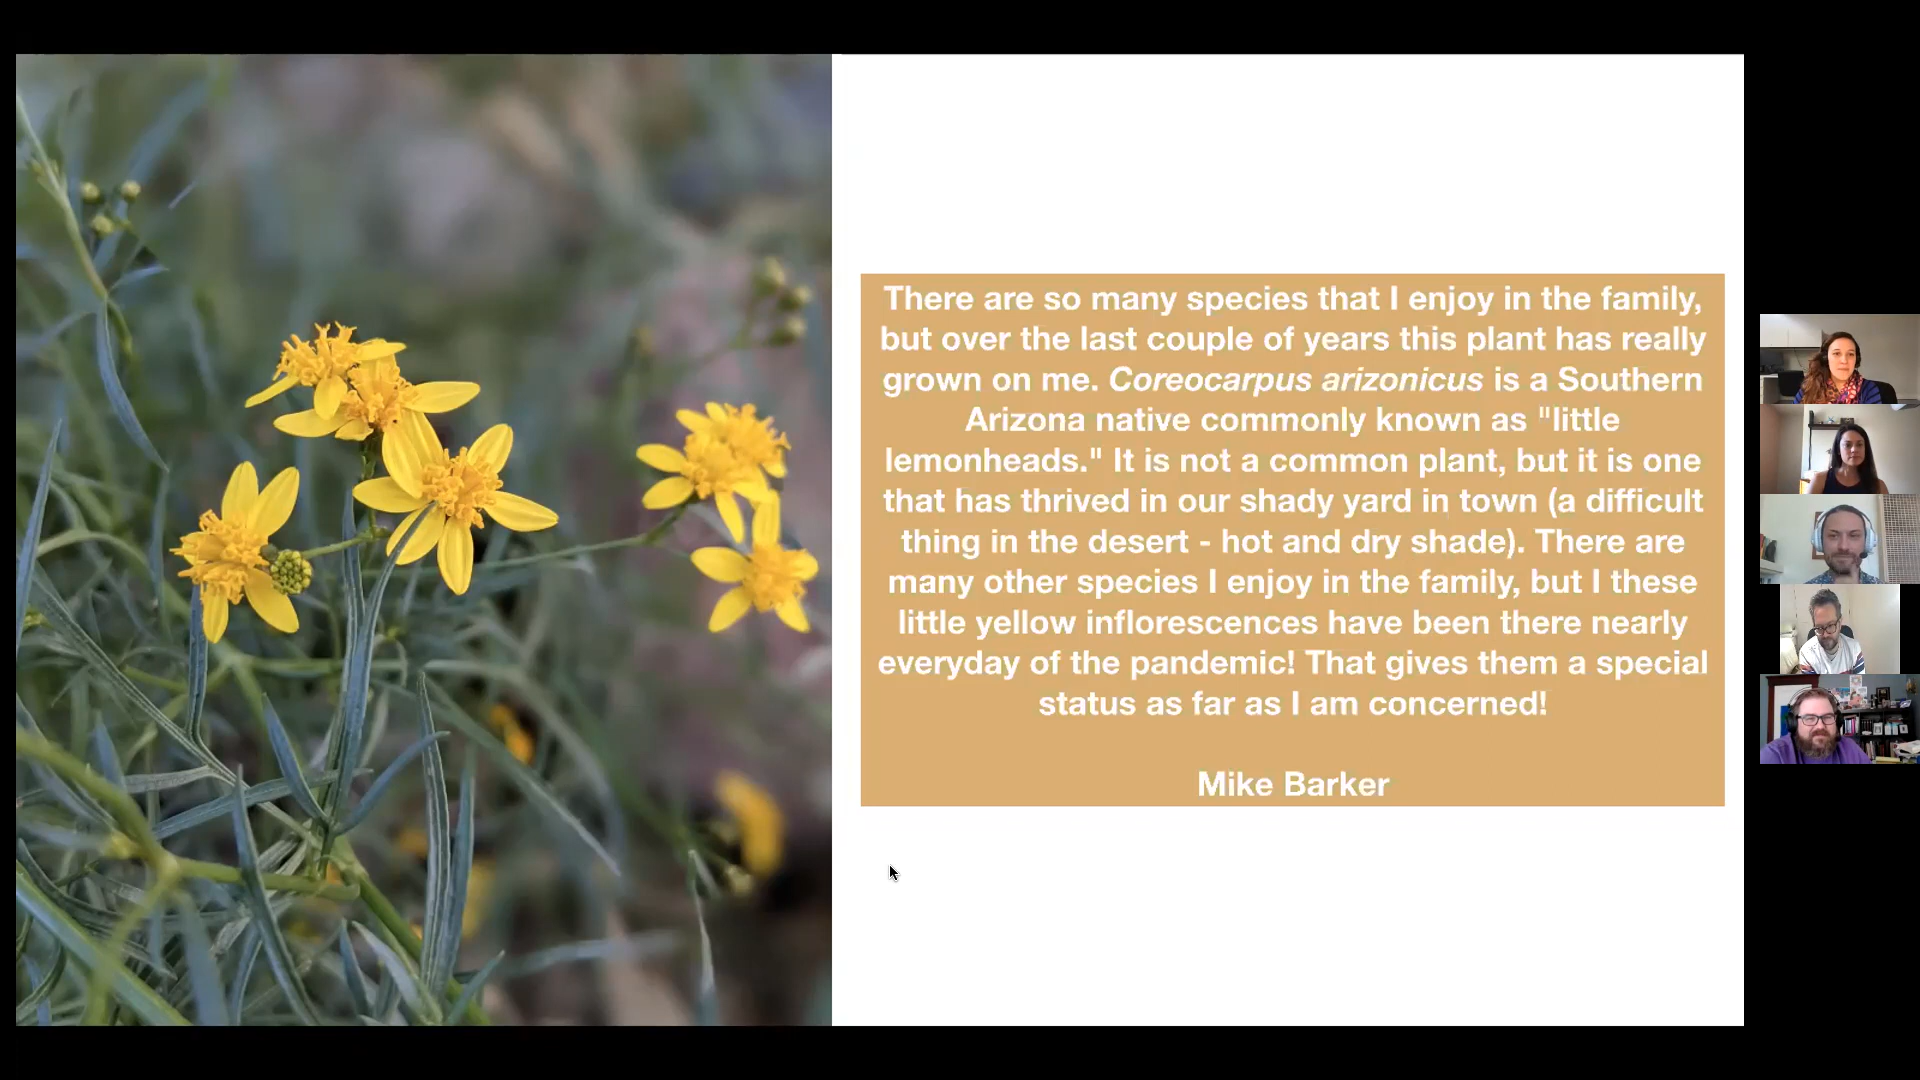 There are so many species that I enjoy in the family,
but over the last couple of years this plant has really
grown on me. Coreocarpus arizonicus is a Southern
Arizona native commonly known as "little
lemonheads." It is not a common plant, but it is one
that has thrived in our shady yard in town (a difficult
thing in the desert - hot and dry shade). There are
many other species I enjoy in the family, but I these
little yellow inflorescences have been there nearly
everyday of the pandemic! That gives them a special
status as far as I am concerned!
Mike Barker